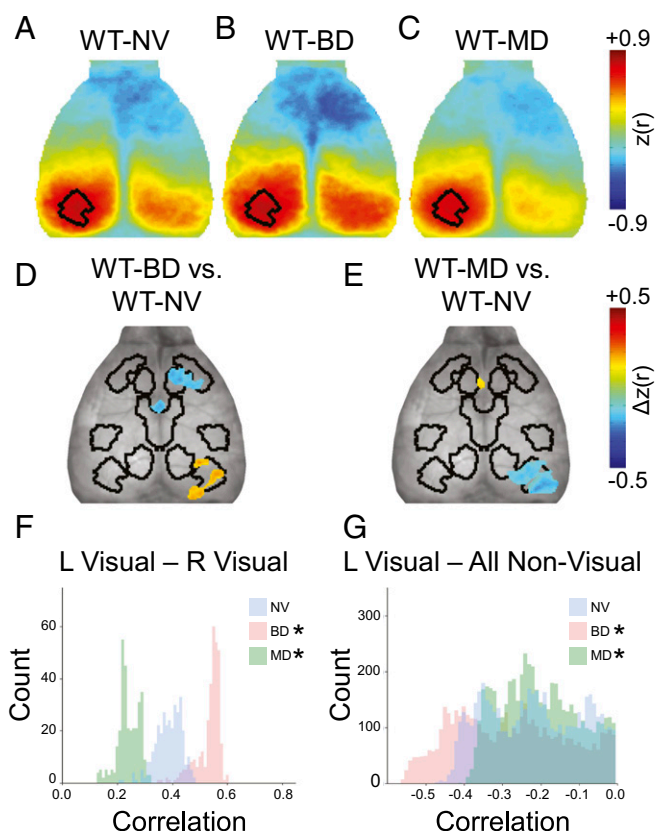 A WT-NV
B WT-BD
C WT-MD
+0.9
z(r)
-0.9
D WT-BD vs.
WT-NV
E WT-MD vs.
WT-NV
+0.5
Δz(r)
-0.5
F
L Visual – R Visual
Count
60
40
20
0
0.0 0.2 0.4 0.6 0.8
Correlation
NV
BD *
MD *
G
L Visual – All Non-Visual
Count
300
200
100
0
-0.5 -0.4 -0.3 -0.2 -0.1 0.0
Correlation
NV
BD *
MD *